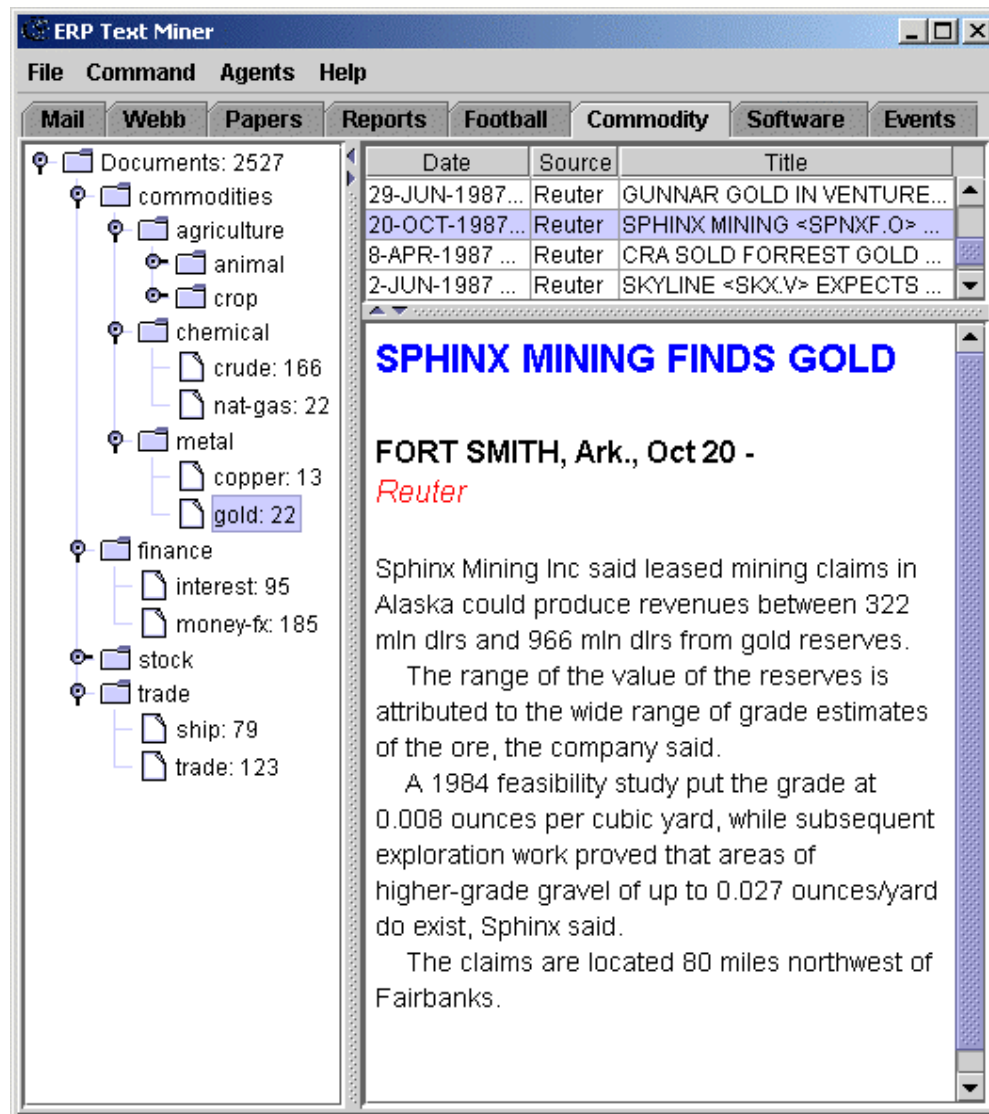 ERP Text Miner
File Command Agents Help
Mail Webb Papers Reports Football Commodity Software Events
Documents: 2527
commodities
agriculture
animal
crop
chemical
crude: 166
nat-gas: 22
metal
copper: 13
gold: 22
finance
interest: 95
money-fx: 185
stock
trade
ship: 79
trade: 123
Date Source Title
29-JUN-1987... Reuter GUNNAR GOLD IN VENTURE...
20-OCT-1987... Reuter SPHINX MINING <SPNXF.O> ...
8-APR-1987 ... Reuter CRA SOLD FORREST GOLD ...
2-JUN-1987 ... Reuter SKYLINE <SKX.V> EXPECTS ...
SPHINX MINING FINDS GOLD
FORT SMITH, Ark., Oct 20 -
Reuter
Sphinx Mining Inc said leased mining claims in
Alaska could produce revenues between 322
mln dlrs and 966 mln dlrs from gold reserves.
The range of the value of the reserves is
attributed to the wide range of grade estimates
of the ore, the company said.
A 1984 feasibility study put the grade at
0.008 ounces per cubic yard, while subsequent
exploration work proved that areas of
higher-grade gravel of up to 0.027 ounces/yard
do exist, Sphinx said.
The claims are located 80 miles northwest of
Fairbanks.